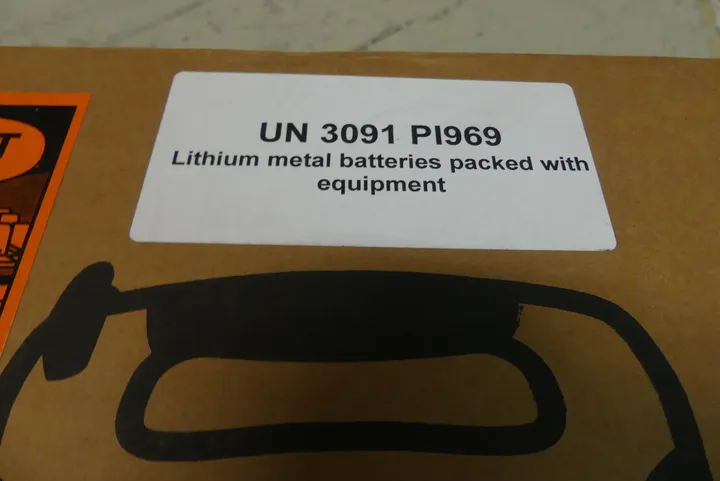 UN 3091 PI969
Lithium metal batteries packed with
equipment